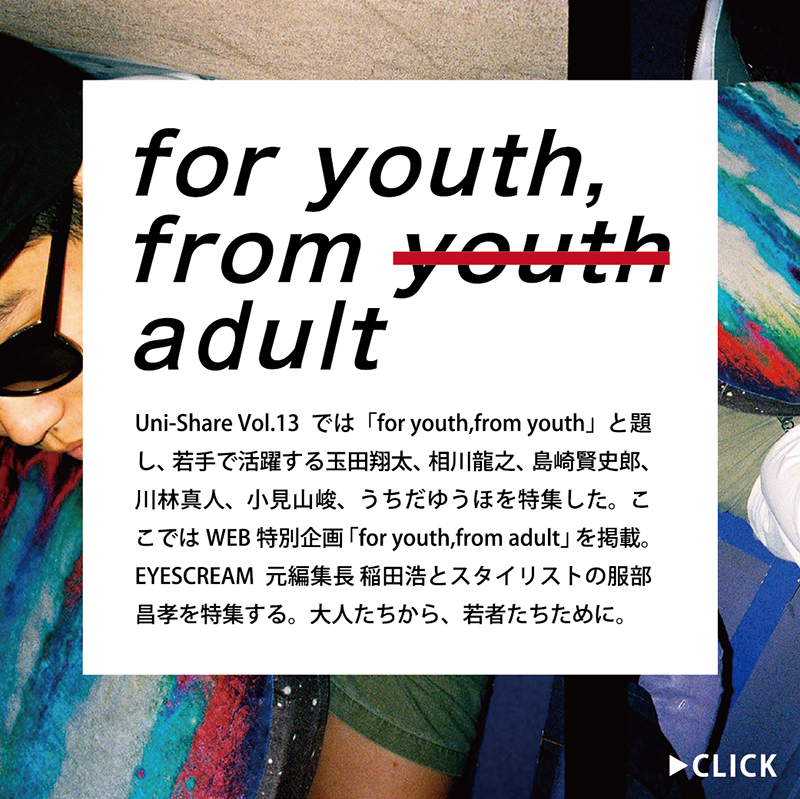 for youth,
from youth
adult
Uni-Share Vol.13 では「for youth,from youth」と題
し、若手で活躍する玉田翔太、相川龍之、島崎賢史郎、
川林真人、小見山峻、うちだゆうほを特集した。こ
こでは WEB 特別企画「for youth,from adult」を掲載。
EYESCREAM 元編集長 稲田浩とスタイリストの服部
昌孝を特集する。大人たちから、若者たちために。
▶CLICK